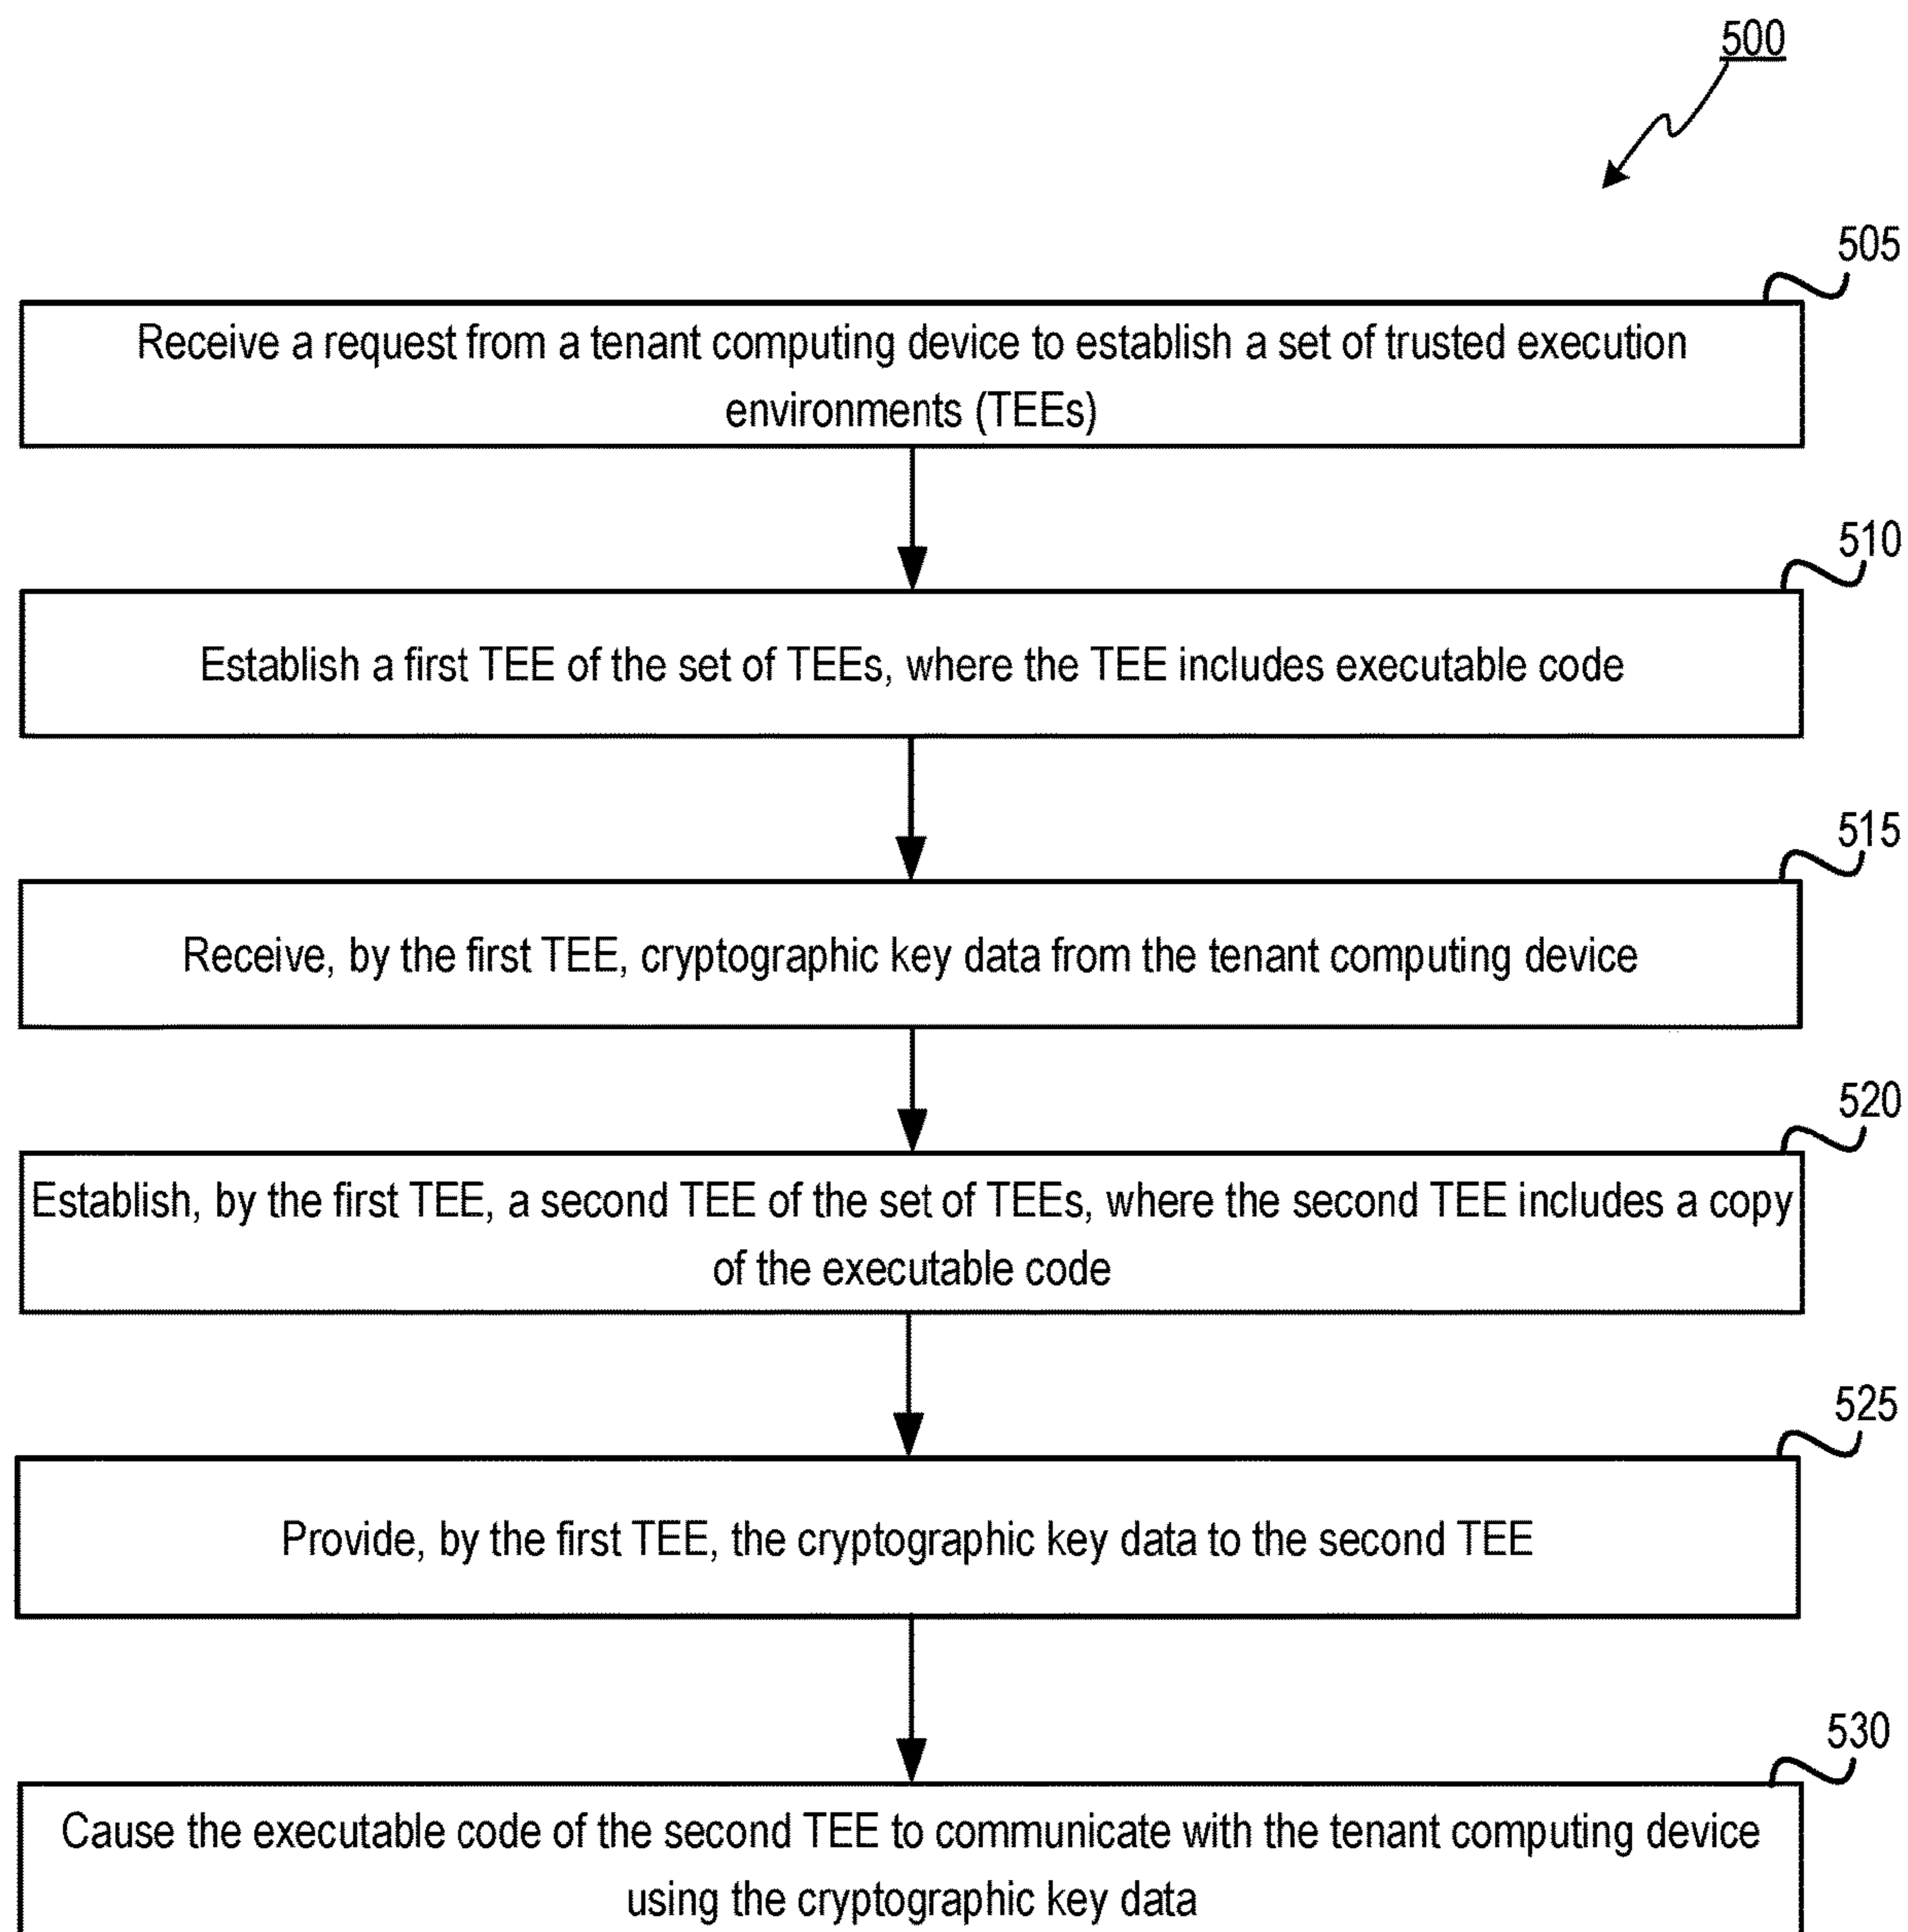 500
505
Receive a request from a tenant computing device to establish a set of trusted execution
environments (TEEs)
510
Establish a first TEE of the set of TEEs, where the TEE includes executable code
515
Receive, by the first TEE, cryptographic key data from the tenant computing device
520
Establish, by the first TEE, a second TEE of the set of TEEs, where the second TEE includes a copy
of the executable code
525
Provide, by the first TEE, the cryptographic key data to the second TEE
530
Cause the executable code of the second TEE to communicate with the tenant computing device
using the cryptographic key data